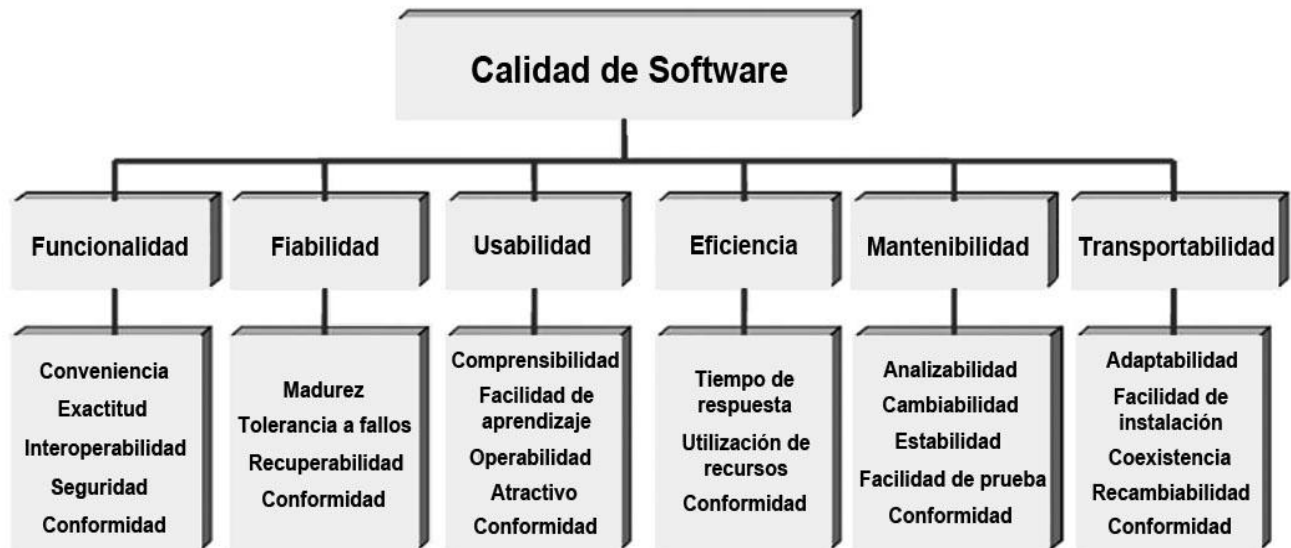 Calidad de Software
Funcionalidad
Fiabilidad
Usabilidad
Eficiencia
Mantenibilidad
Transportabilidad
Conveniencia
Exactitud
Interoperabilidad
Seguridad
Conformidad
Madurez
Tolerancia a fallos
Recuperabilidad
Conformidad
Comprensibilidad
Facilidad de
aprendizaje
Operabilidad
Atractivo
Conformidad
Tiempo de
respuesta
Utilización de
recursos
Conformidad
Analizabilidad
Cambiabilidad
Estabilidad
Facilidad de prueba
Conformidad
Adaptabilidad
Facilidad de
instalación
Coexistencia
Recambiabilidad
Conformidad